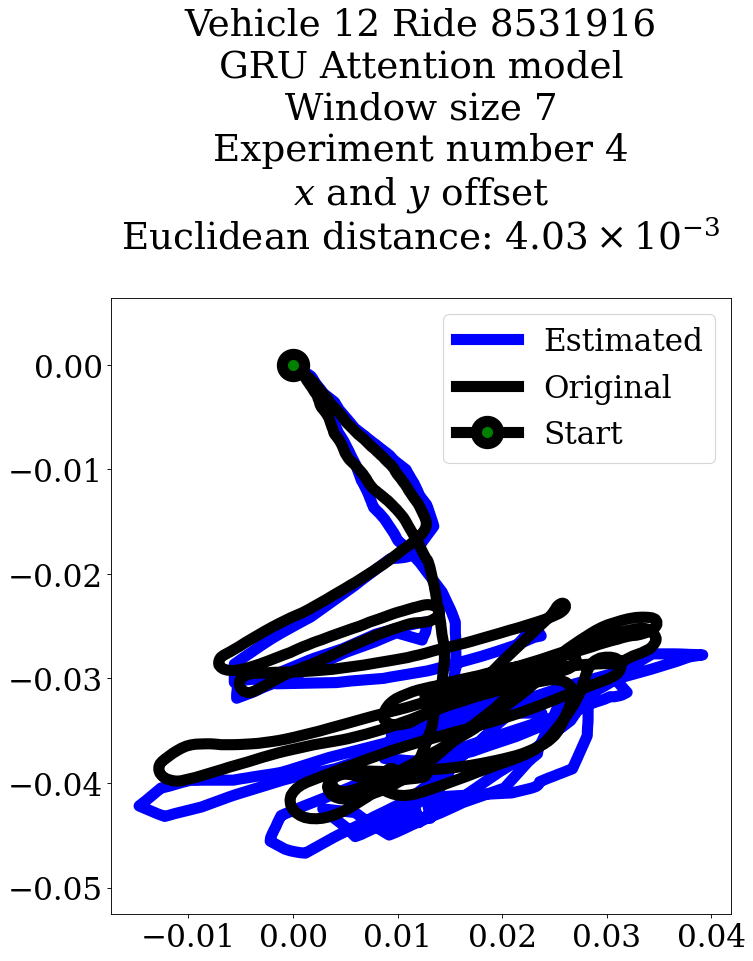 Vehicle 12 Ride 8531916
GRU Attention model
Window size 7
Experiment number 4
x and y offset
Euclidean distance: 4.03 × 10⁻³
Estimated
Original
Start
0.00
−0.01
−0.02
−0.03
−0.04
−0.05
−0.01 0.00 0.01 0.02 0.03 0.04